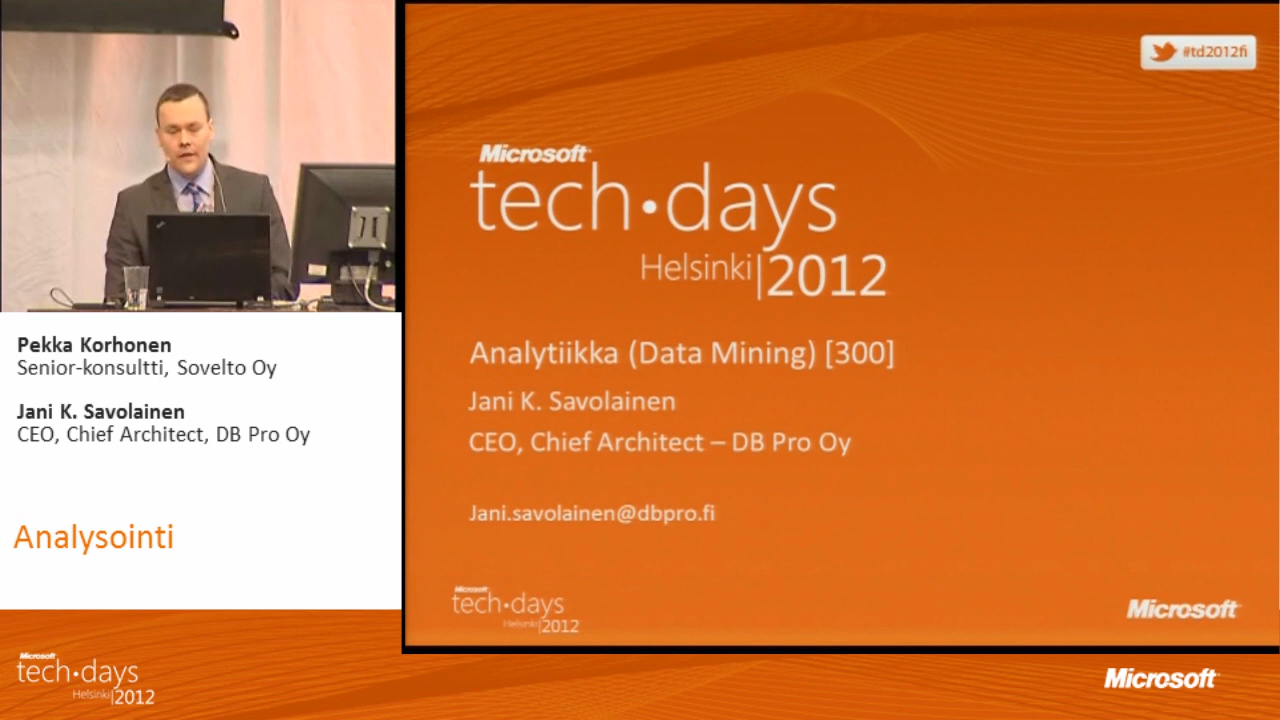 Pekka Korhonen
Senior-konsultti, Sovelto Oy
Jani K. Savolainen
CEO, Chief Architect, DB Pro Oy
Analysointi
Microsoft
tech·days
Helsinki|2012
#td2012fi
Microsoft
tech·days
Helsinki|2012
Analytiikka (Data Mining) [300]
Jani K. Savolainen
CEO, Chief Architect – DB Pro Oy
Jani.savolainen@dbpro.fi
Microsoft
tech·days
Helsinki|2012
Microsoft
Microsoft